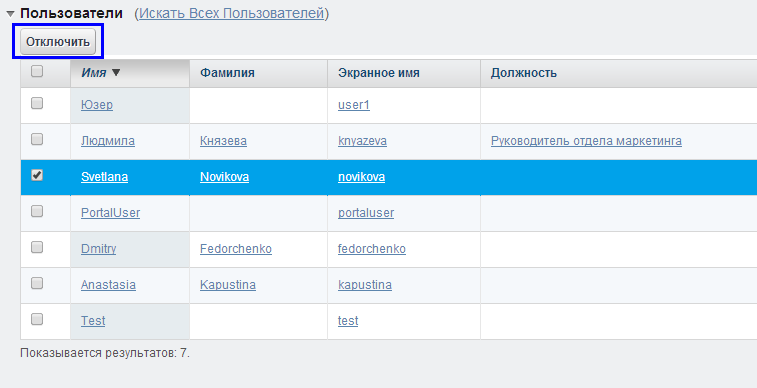 Пользователи (Искать Всех Пользователей)
Отключить
Имя Фамилия Экранное имя Должность
Юзер user1
Людмила Князева knyazeva Руководитель отдела маркетинга
Svetlana Novikova novikova
PortalUser portaluser
Dmitry Fedorchenko fedorchenko
Anastasia Kapustina kapustina
Test test
Показывается результатов: 7.